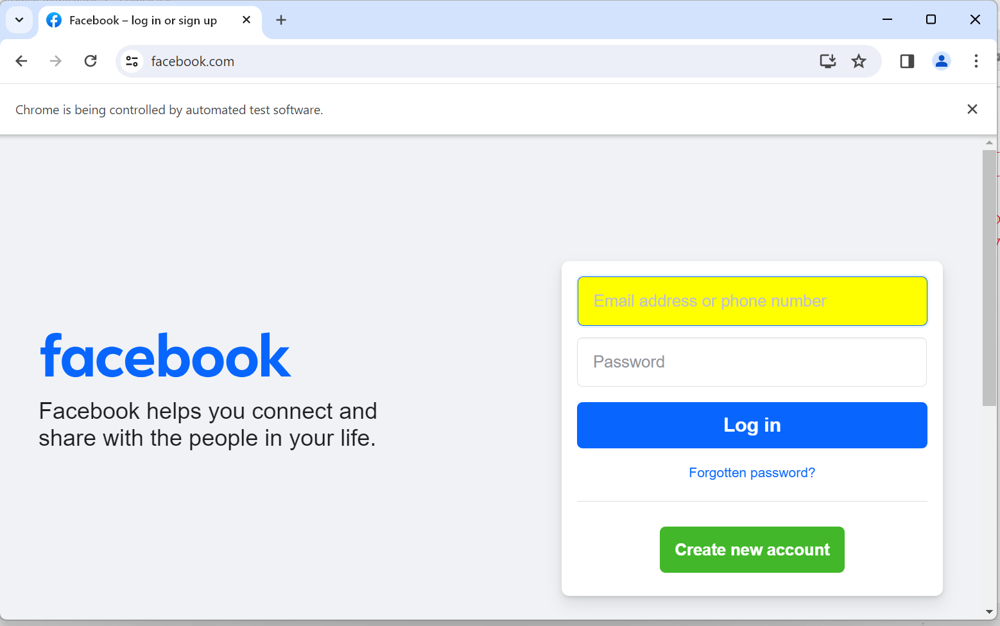 Facebook – log in or sign up
facebook.com
Chrome is being controlled by automated test software.
facebook
Facebook helps you connect and
share with the people in your life.
Email address or phone number
Password
Log in
Forgotten password?
Create new account